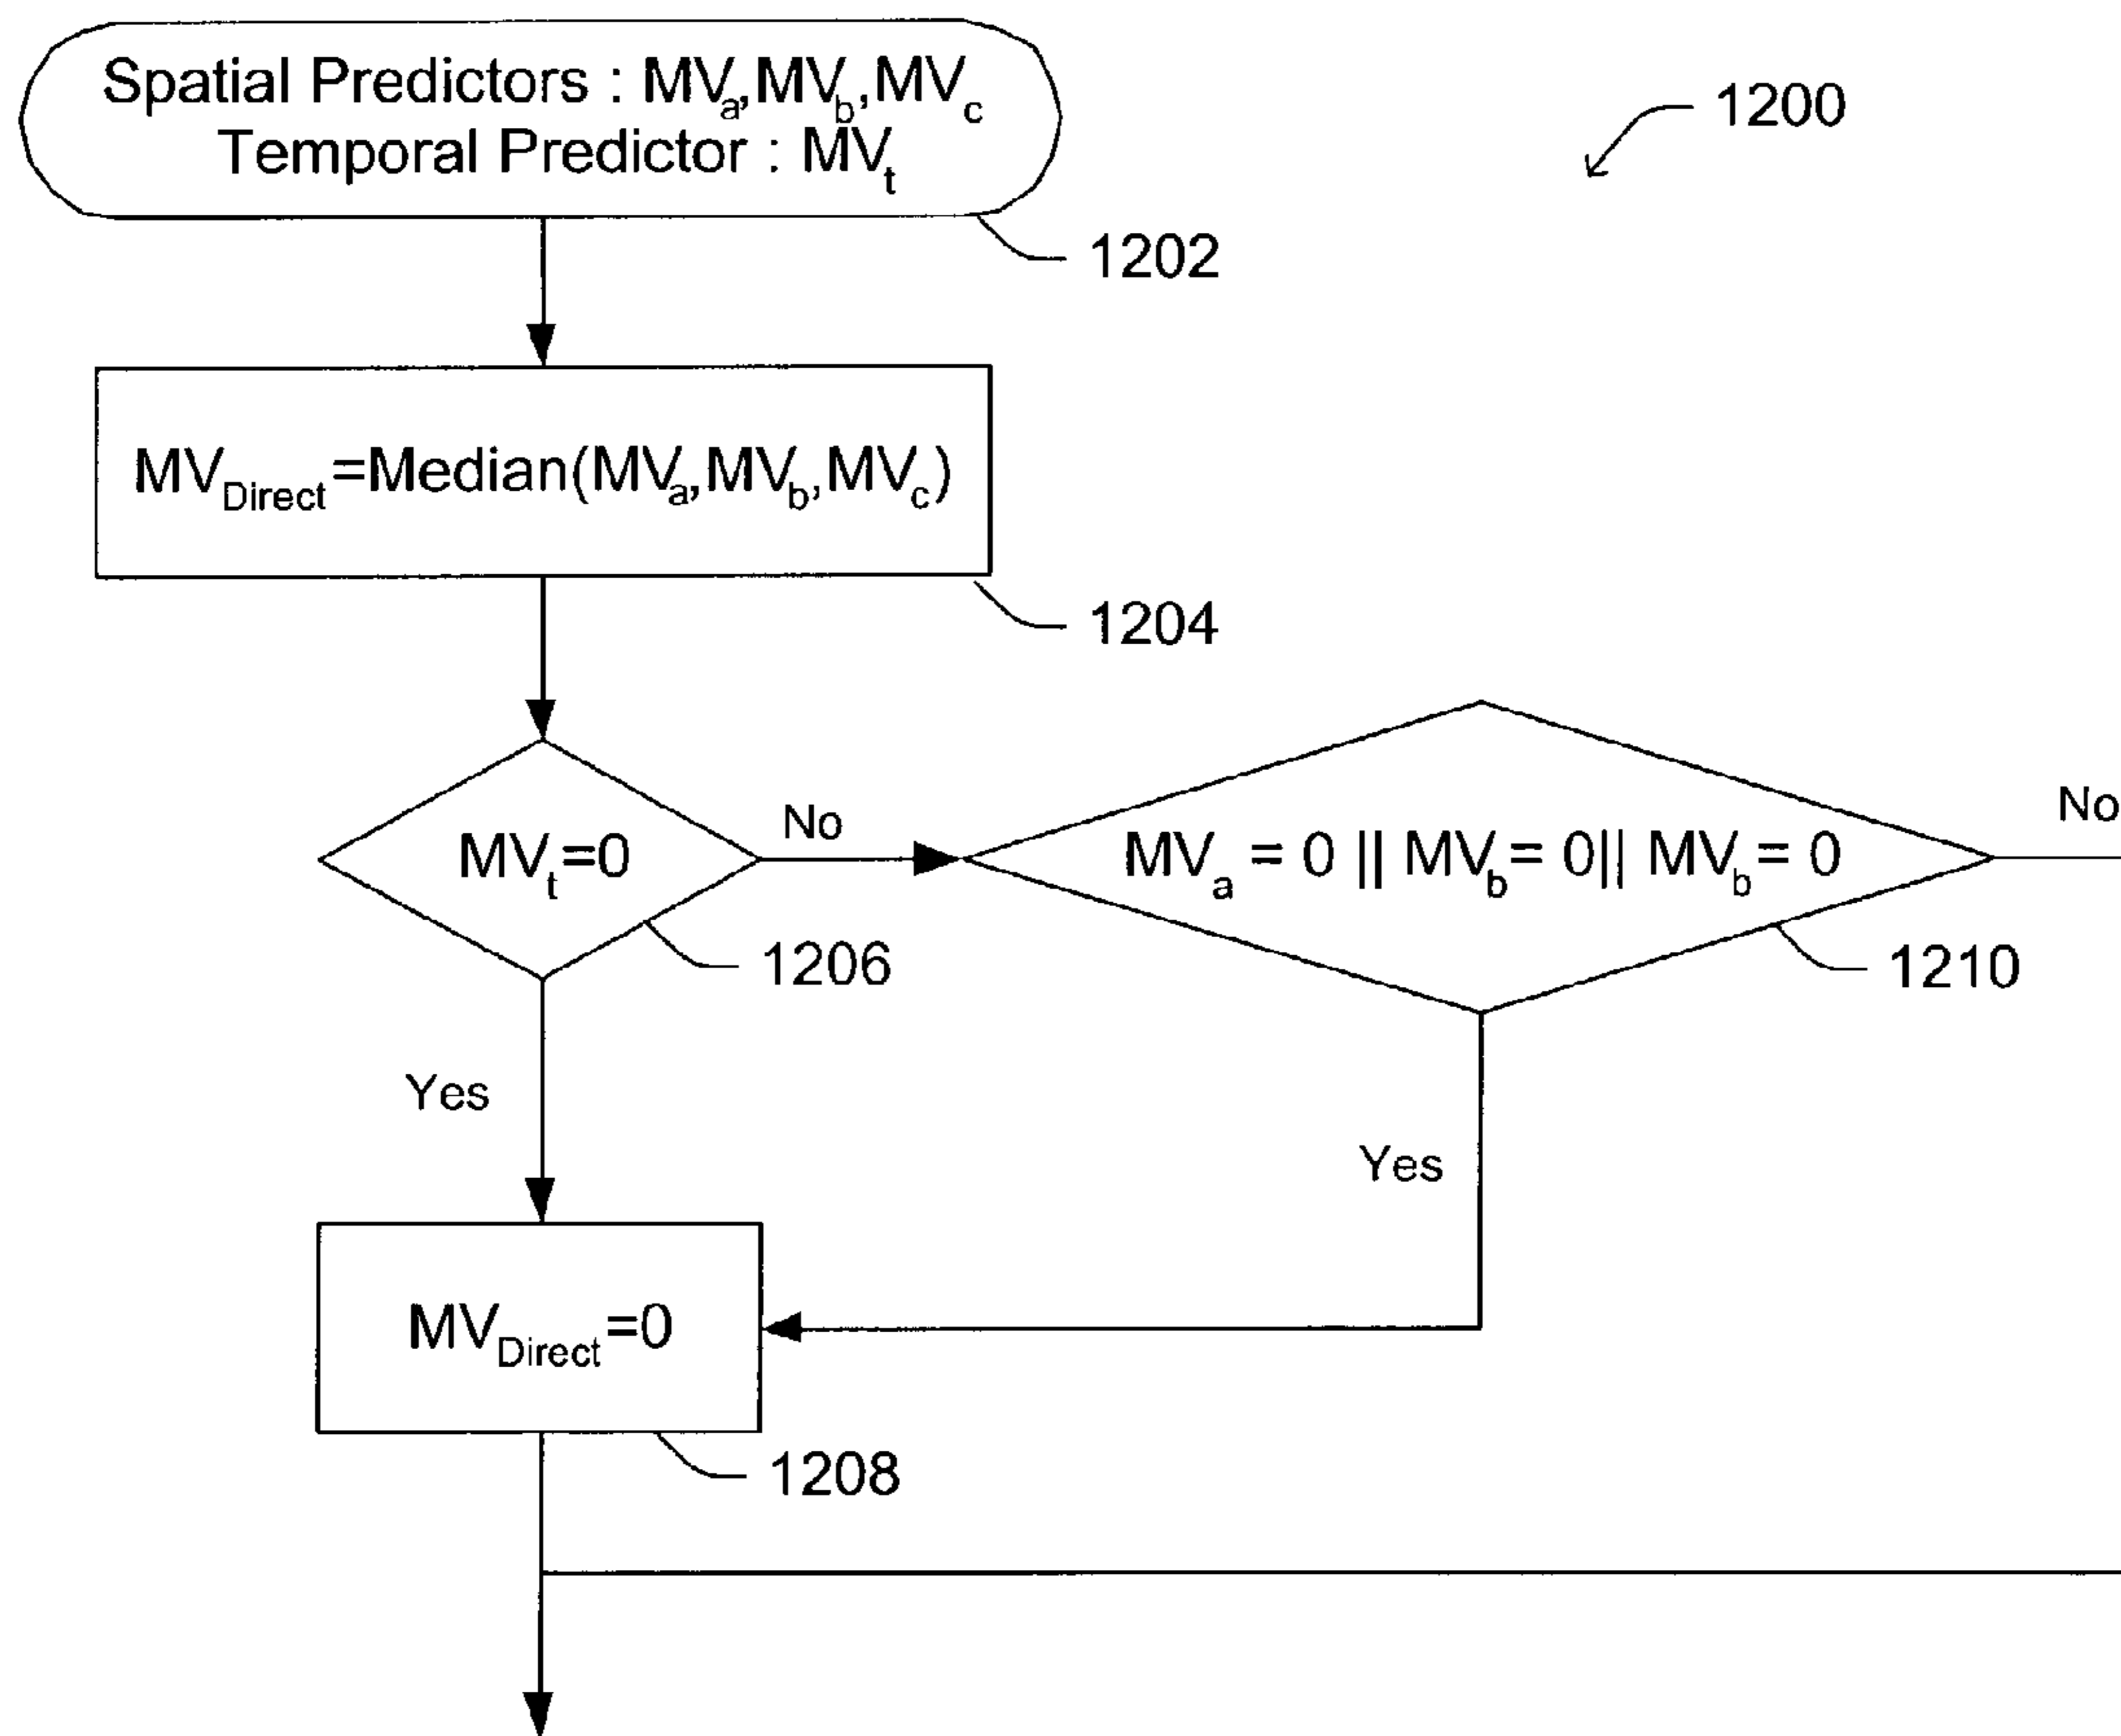 Spatial Predictors : MVa,MVb,MVc
Temporal Predictor : MVt
1200
1202
MVDirect=Median(MVa,MVb,MVc)
1204
MVt=0
No
MVa = 0 || MVb= 0|| MVb= 0
No
1206
1210
Yes
Yes
MVDirect=0
1208